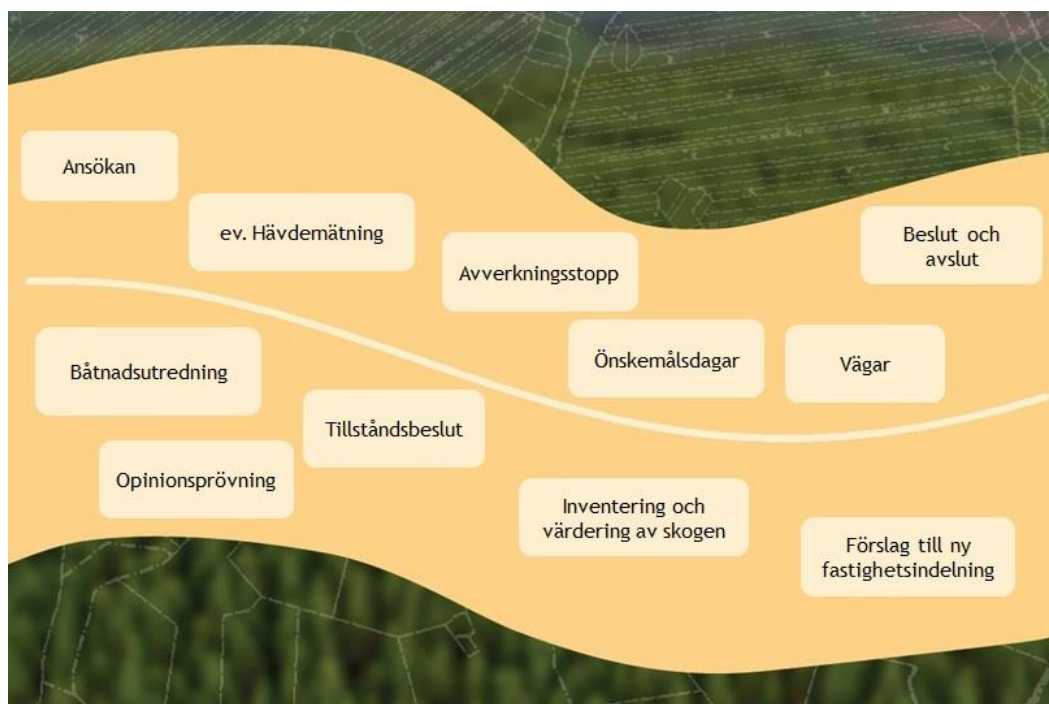 Ansökan
ev. Hävdemätning
Avverkningsstopp
Beslut och
avslut
Båtnadsutredning
Önskemålsdagar
Vägar
Tillståndsbeslut
Opinionsprövning
Inventering och
värdering av skogen
Förslag till ny
fastighetsindelning